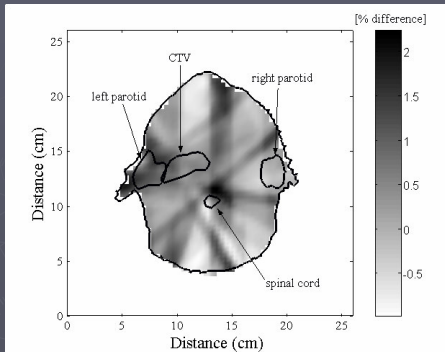 [% difference]
CTV
left parotid
right parotid
spinal cord
Distance (cm)
25
20
15
10
5
0
0 5 10 15 20 25
Distance (cm)
2
1.5
1
0.5
0
-0.5